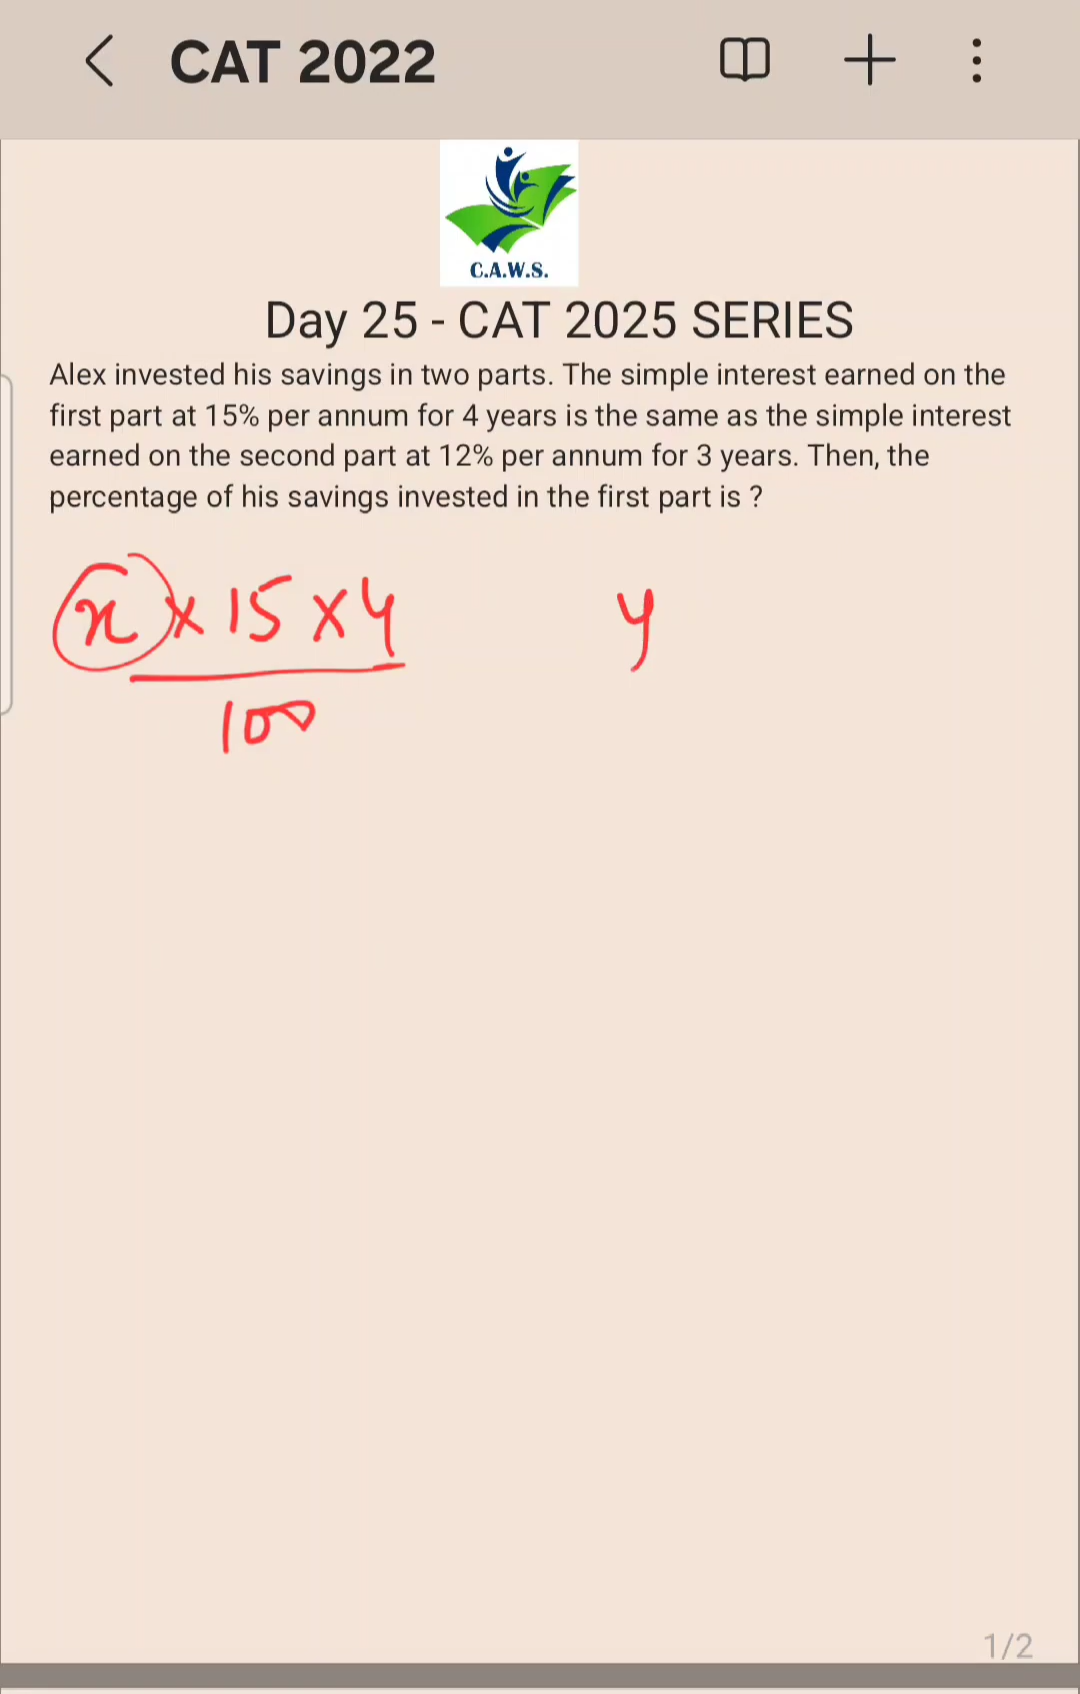 CAT 2022
C.A.W.S.
Day 25 - CAT 2025 SERIES
Alex invested his savings in two parts. The simple interest earned on the
first part at 15% per annum for 4 years is the same as the simple interest
earned on the second part at 12% per annum for 3 years. Then, the
percentage of his savings invested in the first part is ?
x × 15 × 4 y
100
1/2